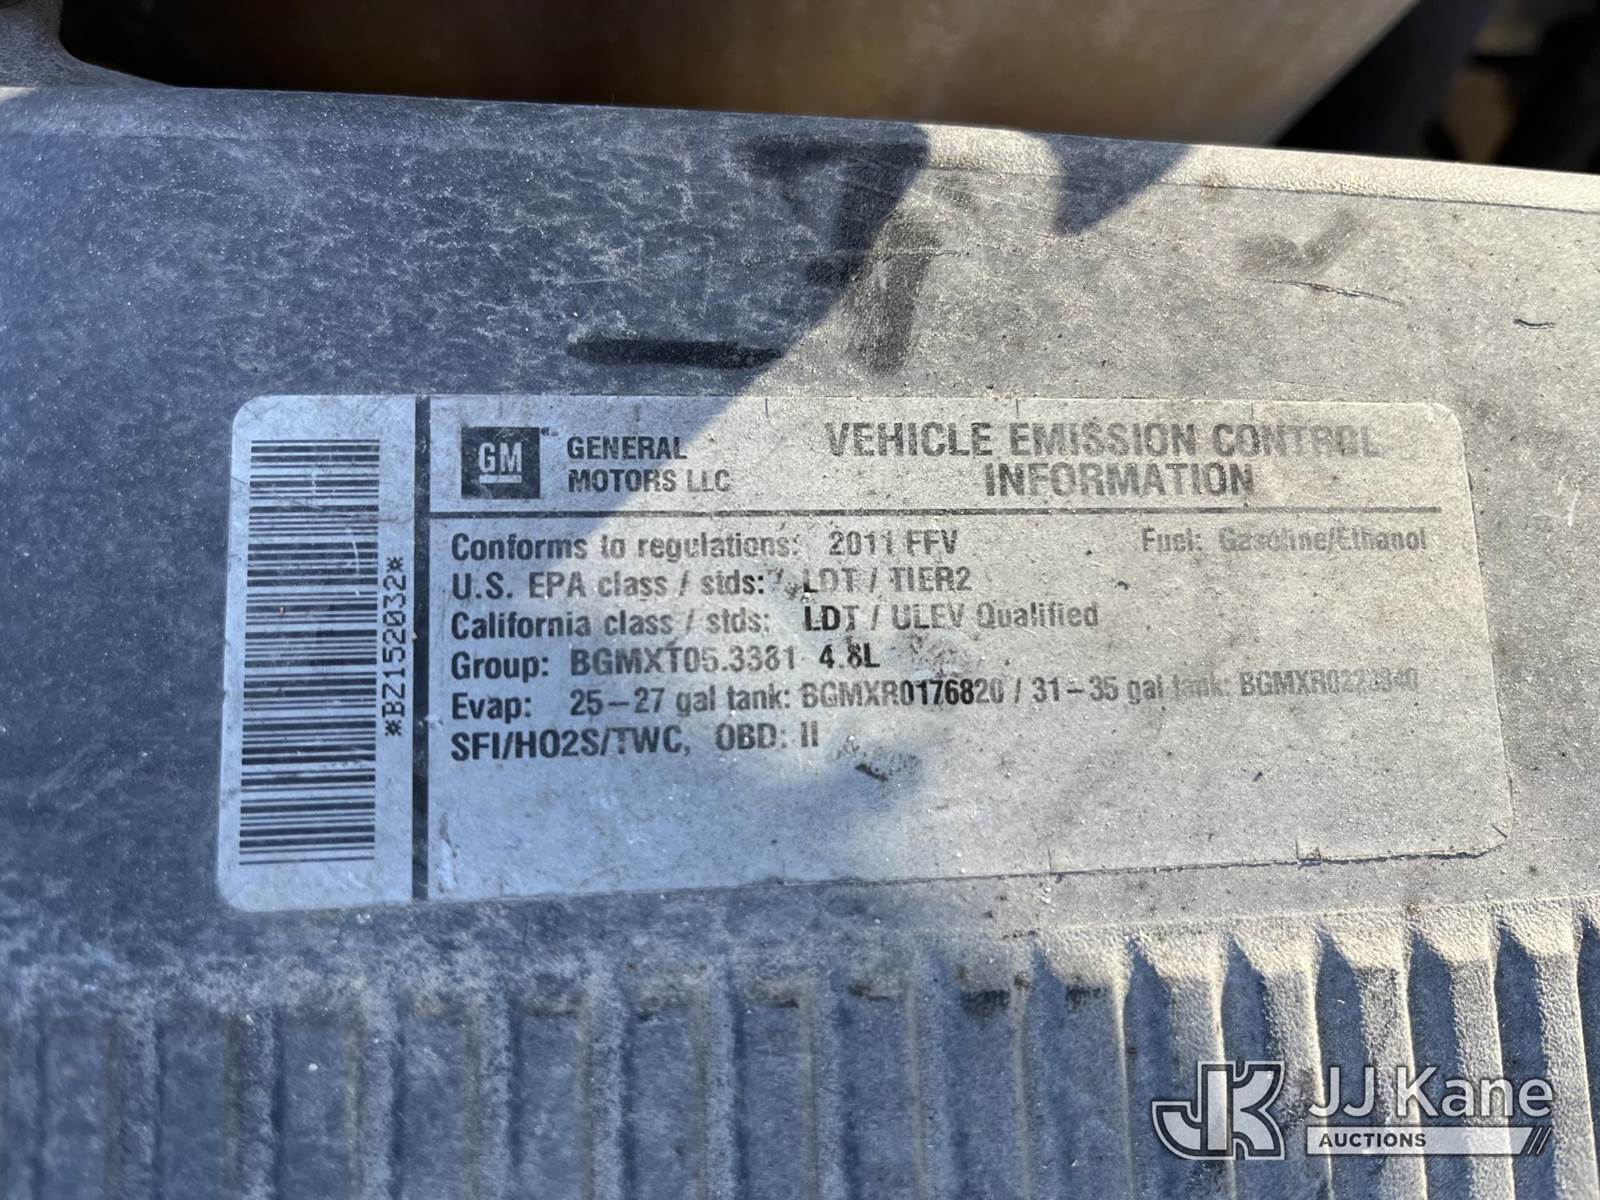 *BZ152032*
GM
GENERAL
MOTORS LLC
VEHICLE EMISSION CONTROL
INFORMATION
Conforms to regulations: 2011 FFV Fuel: Gasoline/Ethanol
U.S. EPA class / stds: LDT / TIER2
California class / stds: LDT / ULEV Qualified
Group: BGMXT05.3381 4.8L
Evap: 25-27 gal tank: BGMXR0176820 / 31-35 gal tank:
SFI/HO2S/TWC, OBD: II
JK JJ Kane
AUCTIONS